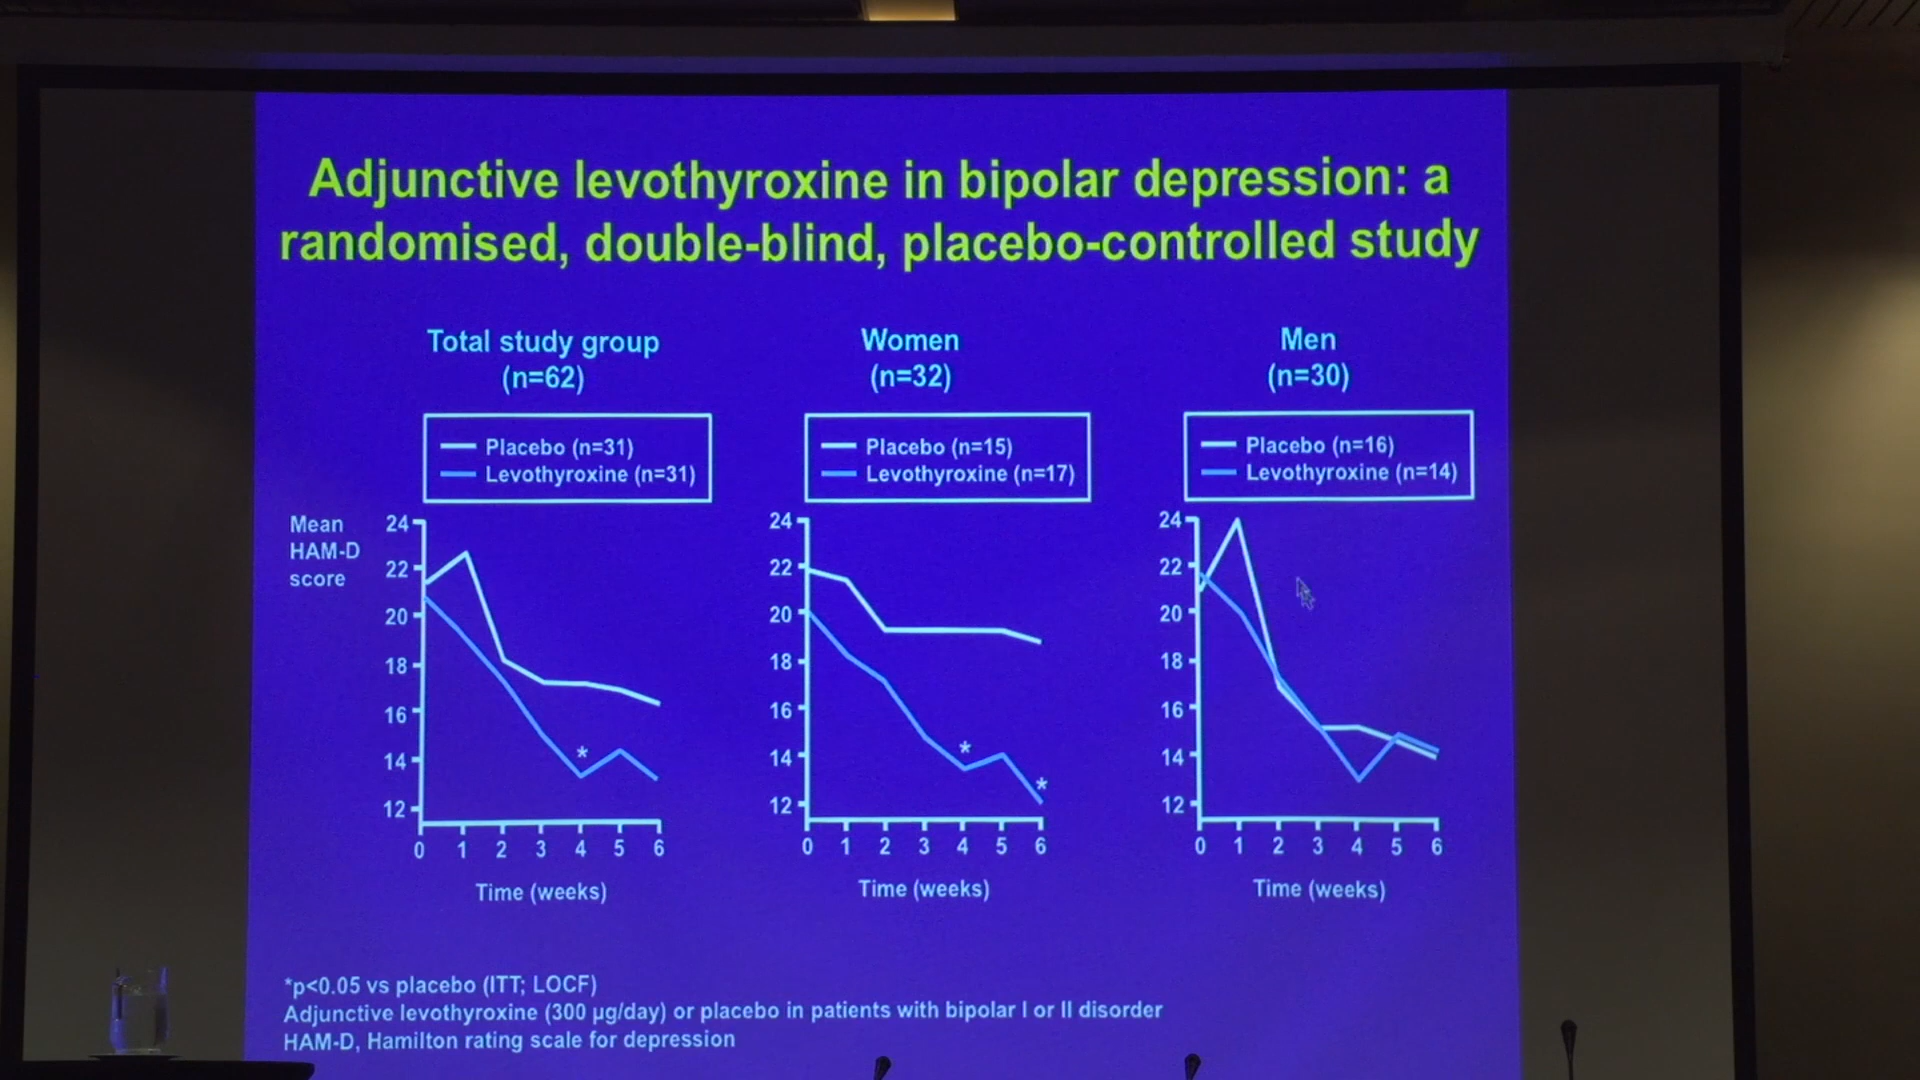 Adjunctive levothyroxine in bipolar depression: a
randomised, double-blind, placebo-controlled study
Total study group
(n=62)
Placebo (n=31)
Levothyroxine (n=31)
Mean
HAM-D
score
24
22
20
18
16
14
12
0 1 2 3 4 5 6
Time (weeks)
*
Women
(n=32)
Placebo (n=15)
Levothyroxine (n=17)
24
22
20
18
16
14
12
0 1 2 3 4 5 6
Time (weeks)
*
*
Men
(n=30)
Placebo (n=16)
Levothyroxine (n=14)
24
22
20
18
16
14
12
0 1 2 3 4 5 6
Time (weeks)
*p<0.05 vs placebo (ITT; LOCF)
Adjunctive levothyroxine (300 µg/day) or placebo in patients with bipolar I or II disorder
HAM-D, Hamilton rating scale for depression